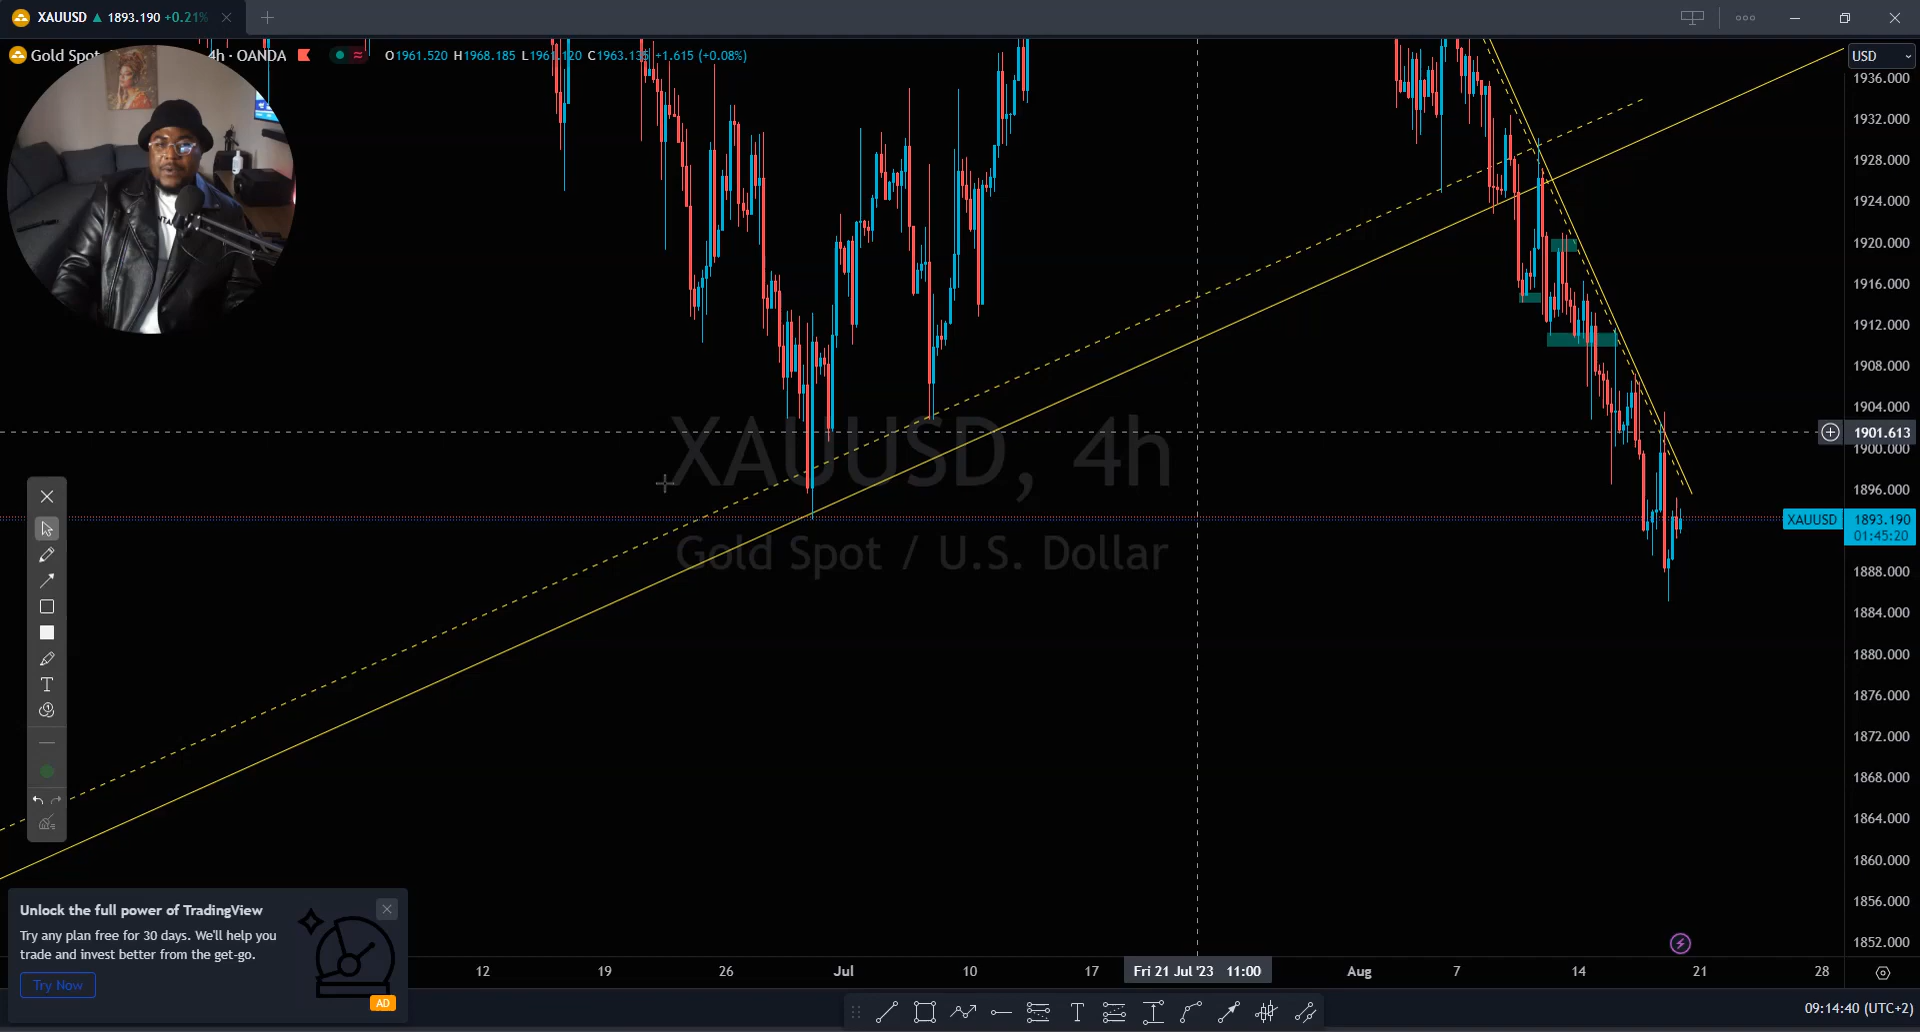 XAUUSD ▲ 1893.190 +0.21%
Gold Spot 4h · OANDA O1961.520 H1968.185 L1961.120 C1963.135 +1.615 (+0.08%)
USD
1936.000
1932.000
1928.000
1924.000
1920.000
1916.000
1912.000
1908.000
1904.000
1901.613
1900.000
1896.000
XAUUSD 1893.190
01:45:20
1888.000
1884.000
1880.000
1876.000
1872.000
1868.000
1864.000
1860.000
1856.000
1852.000
XAUUSD, 4h
Gold Spot / U.S. Dollar
T
Unlock the full power of TradingView
Try any plan free for 30 days. We'll help you
trade and invest better from the get-go.
Try Now
AD
12 19 26 Jul 10 17 Fri 21 Jul '23 11:00 Aug 7 14 21 28
T
09:14:40 (UTC+2)